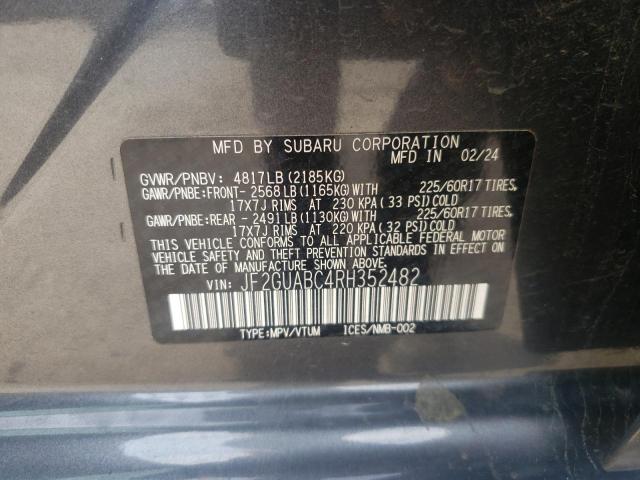 MFD BY SUBARU CORPORATION
MFD IN 02/24
GVWR/PNBV: 4817LB (2185KG)
GAWR/PNBE:FRONT- 2568LB (1165KG)WITH 225/60R17 TIRES,
17X7J RIMS AT 230 KPA (33 PSI)COLD
GAWR/PNBE:REAR - 2491LB (1130KG)WITH 225/60R17 TIRES,
17X7J RIMS AT 220 KPA (32 PSI)COLD
THIS VEHICLE CONFORMS TO ALL APPLICABLE FEDERAL MOTOR
VEHICLE SAFETY AND THEFT PREVENTION STANDARDS IN EFFECT ON
THE DATE OF MANUFACTURE SHOWN ABOVE.
VIN: JF2GUABC4RH352482
TYPE:MPV/VTUM ICES/NMB-002